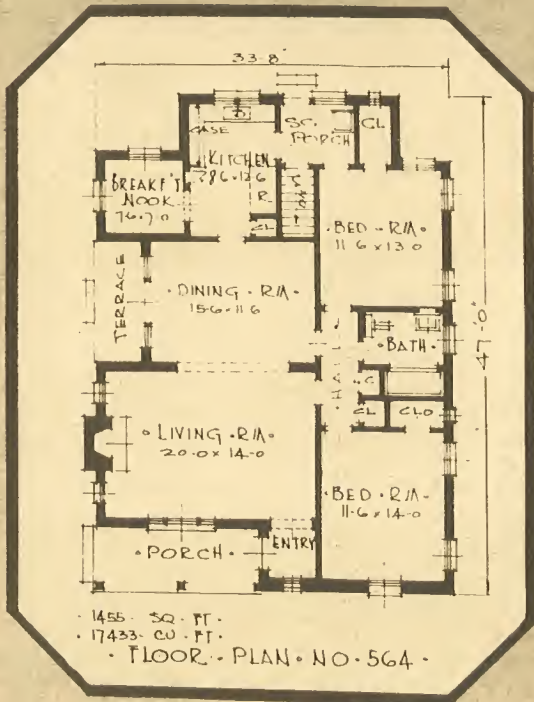 33-8"
CASE
KITCHEN
8 6 x 12 6
R.
SC.
PORCH
CL
BREAKF'T
NOOK
7 6 - 7 - 0
CL
BED - RM -
11 6 x 13 0
TERRACE
· DINING · RM ·
15-6 - 11 6
47'-0"
· BATH ·
HALL
CL
CLO
· LIVING · RM ·
20-0 x 14-0
· BED · RM -
11-6 x 14-0
· PORCH ·
ENTRY
· 1455 · SQ · FT ·
· 17433 · CU · FT ·
· FLOOR · PLAN · NO · 564 ·